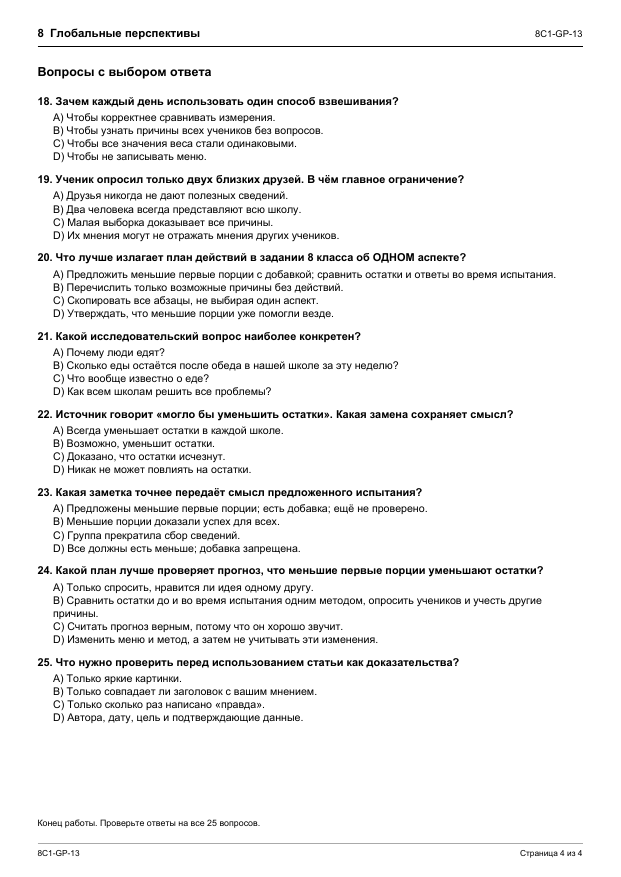 8 Глобальные перспективы
8C1-GP-13
Вопросы с выбором ответа
18. Зачем каждый день использовать один способ взвешивания?
A) Чтобы корректнее сравнивать измерения.
B) Чтобы узнать причины всех учеников без вопросов.
C) Чтобы все значения веса стали одинаковыми.
D) Чтобы не записывать меню.
19. Ученик опросил только двух близких друзей. В чём главное ограничение?
A) Друзья никогда не дают полезных сведений.
B) Два человека всегда представляют всю школу.
C) Малая выборка доказывает все причины.
D) Их мнения могут не отражать мнения других учеников.
20. Что лучше излагает план действий в задании 8 класса об ОДНОМ аспекте?
A) Предложить меньшие первые порции с добавкой; сравнить остатки и ответы во время испытания.
B) Перечислить только возможные причины без действий.
C) Скопировать все абзацы, не выбирая один аспект.
D) Утверждать, что меньшие порции уже помогли везде.
21. Какой исследовательский вопрос наиболее конкретен?
A) Почему люди едят?
B) Сколько еды остаётся после обеда в нашей школе за эту неделю?
C) Что вообще известно о еде?
D) Как всем школам решить все проблемы?
22. Источник говорит «могло бы уменьшить остатки». Какая замена сохраняет смысл?
A) Всегда уменьшает остатки в каждой школе.
B) Возможно, уменьшит остатки.
C) Доказано, что остатки исчезнут.
D) Никак не может повлиять на остатки.
23. Какая заметка точнее передаёт смысл предложенного испытания?
A) Предложены меньшие первые порции; есть добавка; ещё не проверено.
B) Меньшие порции доказали успех для всех.
C) Группа прекратила сбор сведений.
D) Все должны есть меньше; добавка запрещена.
24. Какой план лучше проверяет прогноз, что меньшие первые порции уменьшают остатки?
A) Только спросить, нравится ли идея одному другу.
B) Сравнить остатки до и во время испытания одним методом, опросить учеников и учесть другие
причины.
C) Считать прогноз верным, потому что он хорошо звучит.
D) Изменить меню и метод, а затем не учитывать эти изменения.
25. Что нужно проверить перед использованием статьи как доказательства?
A) Только яркие картинки.
B) Только совпадает ли заголовок с вашим мнением.
C) Только сколько раз написано «правда».
D) Автора, дату, цель и подтверждающие данные.
Конец работы. Проверьте ответы на все 25 вопросов.
8C1-GP-13
Страница 4 из 4